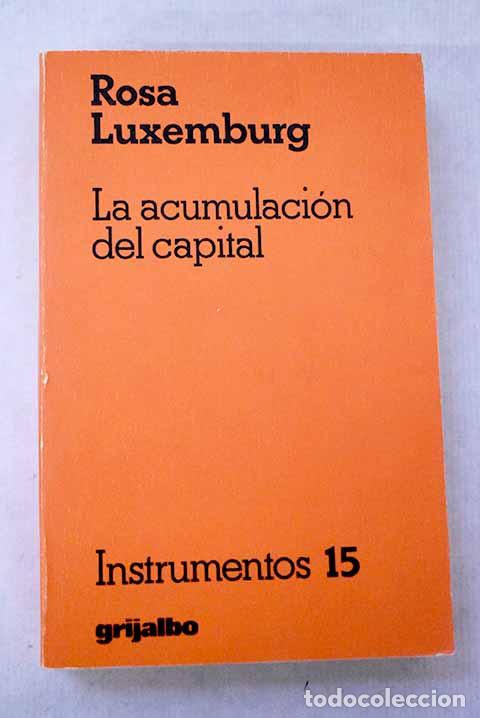 Rosa
Luxemburg
La acumulación
del capital
Instrumentos 15
grijalbo
todocoleccion